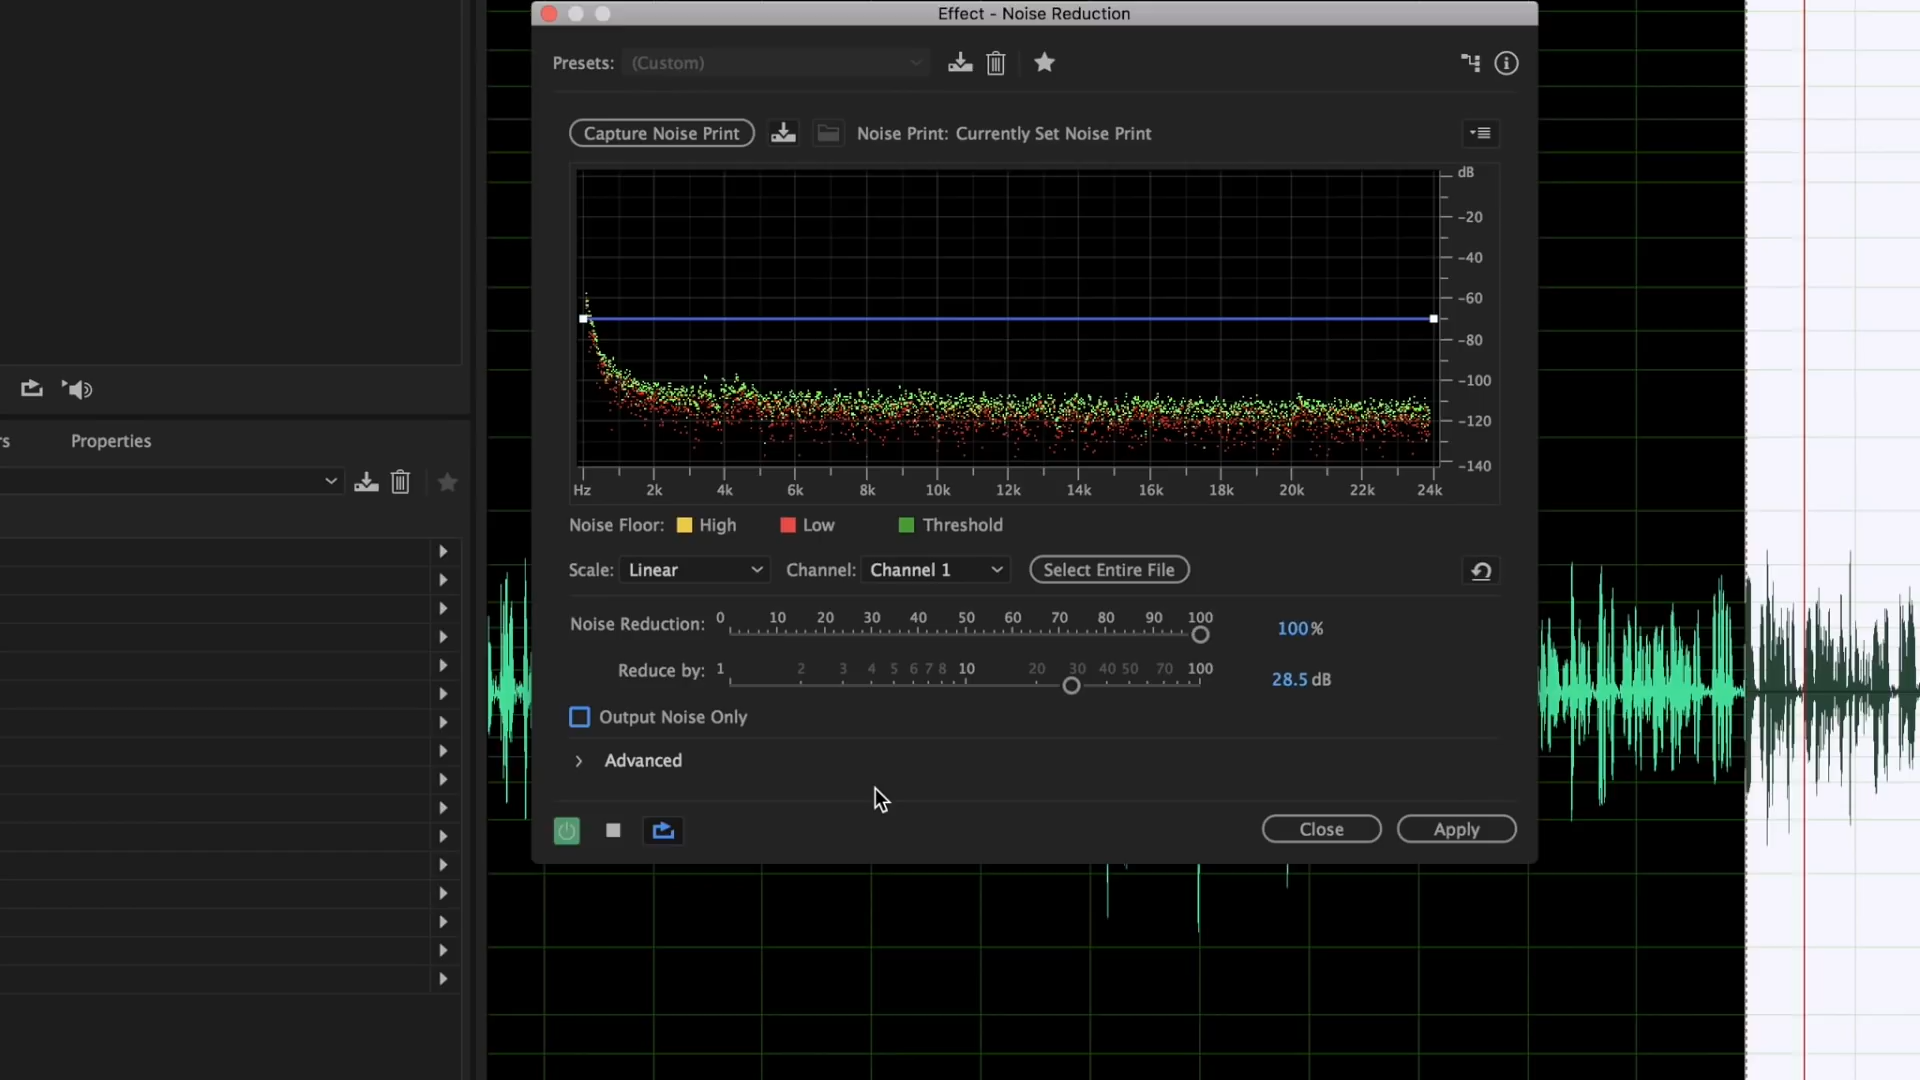 Effect - Noise Reduction
Presets: (Custom)
Capture Noise Print Noise Print: Currently Set Noise Print
dB
-20
-40
-60
-80
-100
-120
-140
Hz 2k 4k 6k 8k 10k 12k 14k 16k 18k 20k 22k 24k
Noise Floor: High Low Threshold
Scale: Linear Channel: Channel 1 Select Entire File
Noise Reduction: 0 10 20 30 40 50 60 70 80 90 100 100%
Reduce by: 1 2 3 4 5 6 7 8 10 20 30 40 50 70 100 28.5 dB
Output Noise Only
Advanced
Close Apply
rs Properties